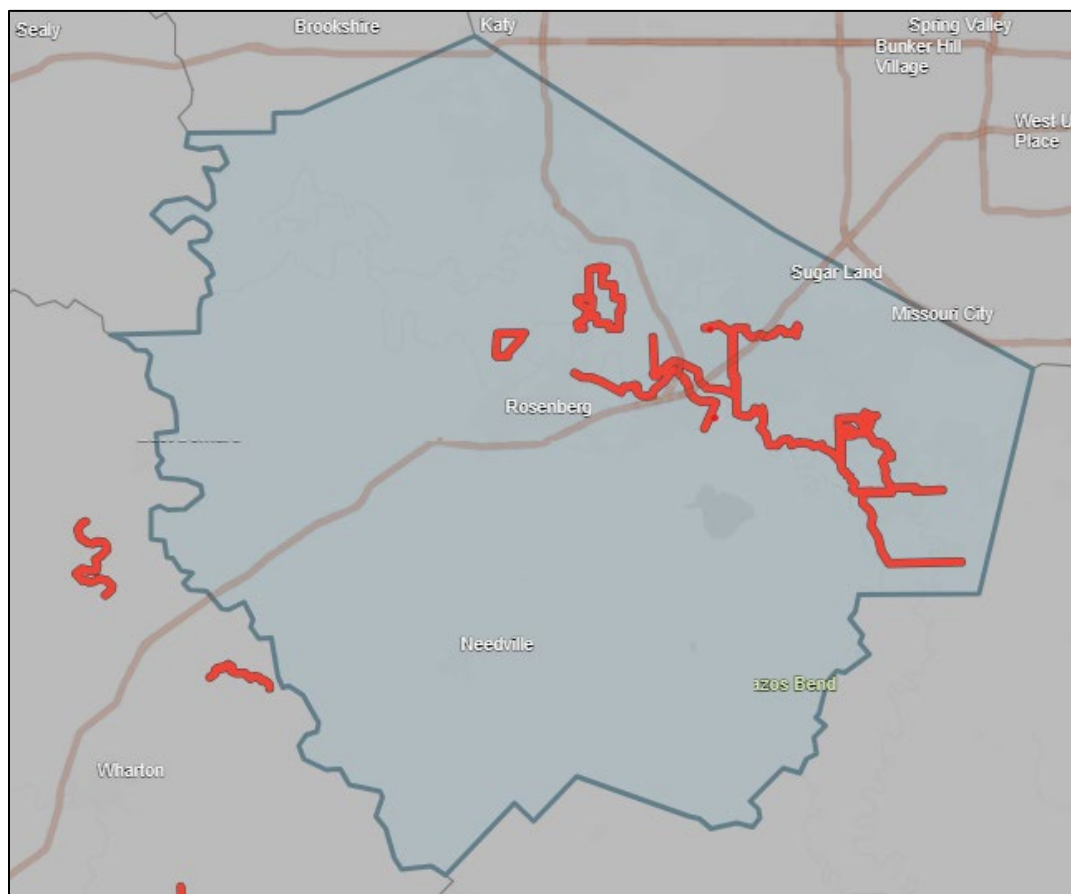 Sealy
Brookshire
Katy
Spring Valley
Bunker Hill
Village
West U
Place
Sugar Land
Missouri City
Rosenberg
Needville
azos Bend
Wharton